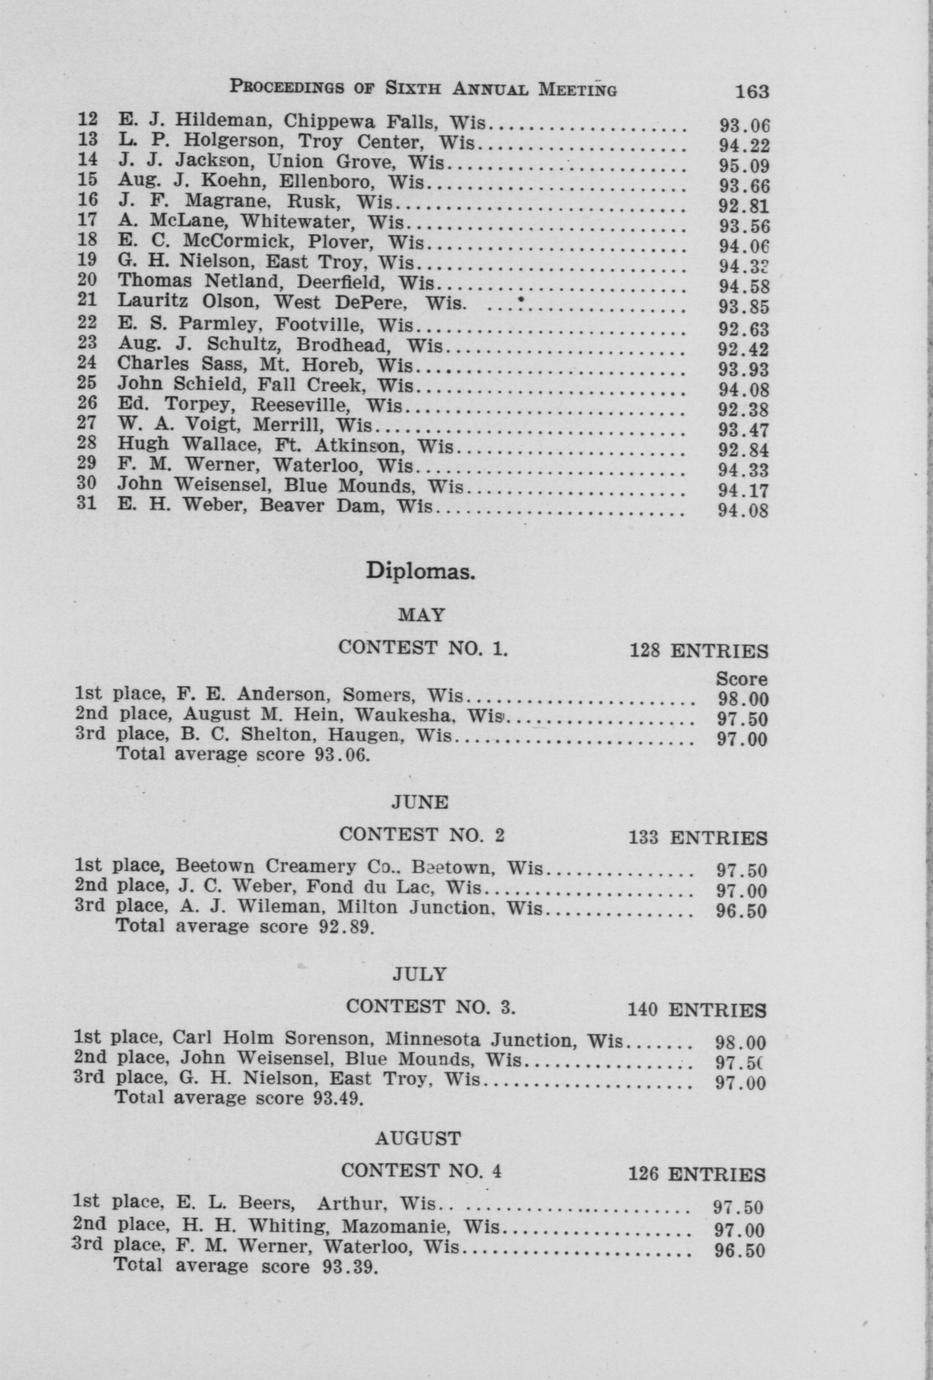 PROCEEDINGS OF SIXTH ANNUAL MEETING 163
12 E. J. Hildeman, Chippewa Falls, Wis.................... 93.06
13 L. P. Holgerson, Troy Center, Wis..................... 94.22
14 J. J. Jackson, Union Grove, Wis........................ 95.09
15 Aug. J. Koehn, Ellenboro, Wis.......................... 93.66
16 J. F. Magrane, Rusk, Wis............................. 92.81
17 A. McLane, Whitewater, Wis............................ 93.56
18 E. C. McCormick, Plover, Wis.......................... 94.06
19 G. H. Nielson, East Troy, Wis........................... 94.32
20 Thomas Netland, Deerfield, Wis......................... 94.58
21 Lauritz Olson, West DePere, Wis. .................... 93.85
22 E. S. Parmley, Footville, Wis........................... 92.63
23 Aug. J. Schultz, Brodhead, Wis........................ 92.42
24 Charles Sass, Mt. Horeb, Wis........................... 93.93
25 John Schield, Fall Creek, Wis........................... 94.08
26 Ed. Torpey, Reeseville, Wis............................ 92.38
27 W. A. Voigt, Merrill, Wis............................... 93.47
28 Hugh Wallace, Ft. Atkinson, Wis....................... 92.84
29 F. M. Werner, Waterloo, Wis........................... 94.33
30 John Weisensel, Blue Mounds, Wis...................... 94.17
31 E. H. Weber, Beaver Dam, Wis......................... 94.08
Diplomas.
MAY
CONTEST NO. 1. 128 ENTRIES
Score
1st place, F. E. Anderson, Somers, Wis....................... 98.00
2nd place, August M. Hein, Waukesha, Wis................... 97.50
3rd place, B. C. Shelton, Haugen, Wis........................ 97.00
Total average score 93.06.
JUNE
CONTEST NO. 2 133 ENTRIES
1st place, Beetown Creamery Co., Beetown, Wis............... 97.50
2nd place, J. C. Weber, Fond du Lac, Wis..................... 97.00
3rd place, A. J. Wileman, Milton Junction, Wis............... 96.50
Total average score 92.89.
JULY
CONTEST NO. 3. 140 ENTRIES
1st place, Carl Holm Sorenson, Minnesota Junction, Wis....... 98.00
2nd place, John Weisensel, Blue Mounds, Wis................. 97.50
3rd place, G. H. Nielson, East Troy, Wis..................... 97.00
Total average score 93.49.
AUGUST
CONTEST NO. 4 126 ENTRIES
1st place, E. L. Beers, Arthur, Wis.. ....................... 97.50
2nd place, H. H. Whiting, Mazomanie, Wis................... 97.00
3rd place, F. M. Werner, Waterloo, Wis....................... 96.50
Total average score 93.39.